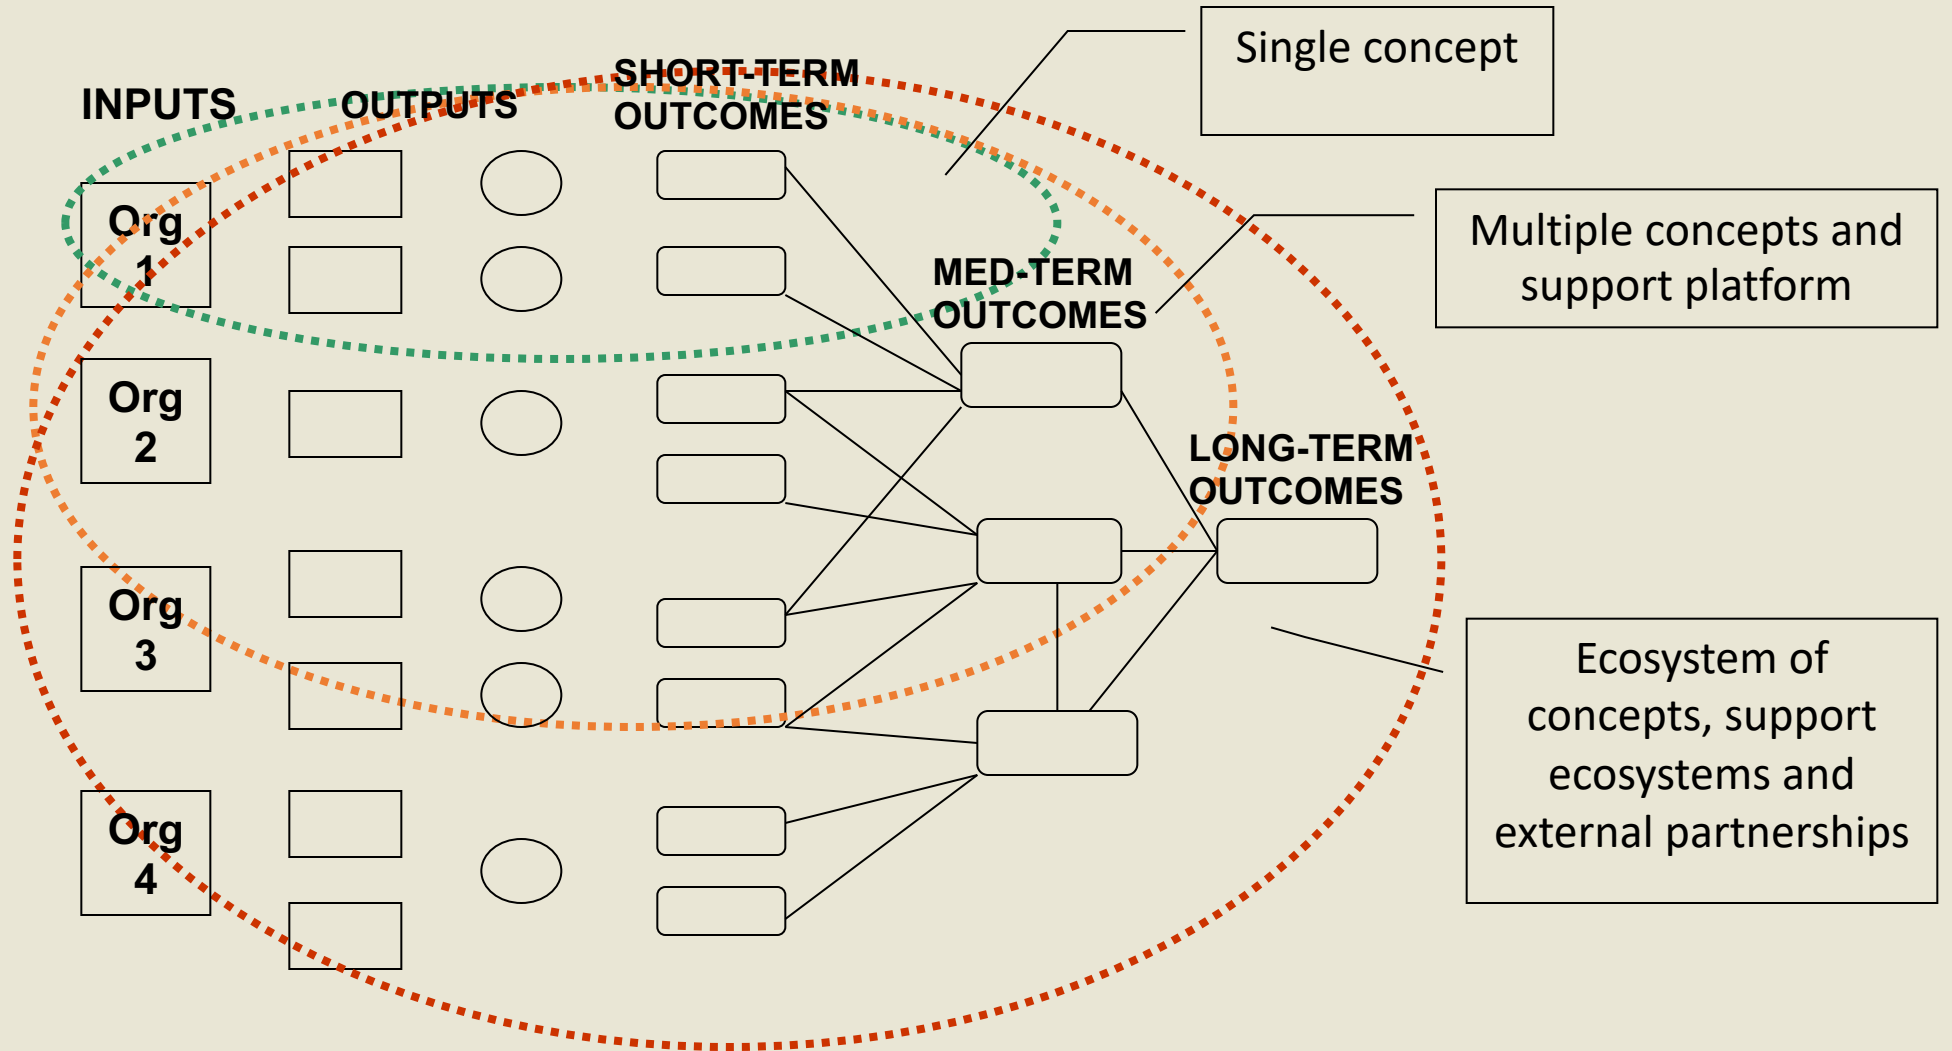 INPUTS
OUTPUTS
SHORT-TERM
OUTCOMES
Single concept
Org
1
Multiple concepts and
support platform
MED-TERM
OUTCOMES
Org
2
LONG-TERM
OUTCOMES
Org
3
Ecosystem of
concepts, support
ecosystems and
external partnerships
Org
4